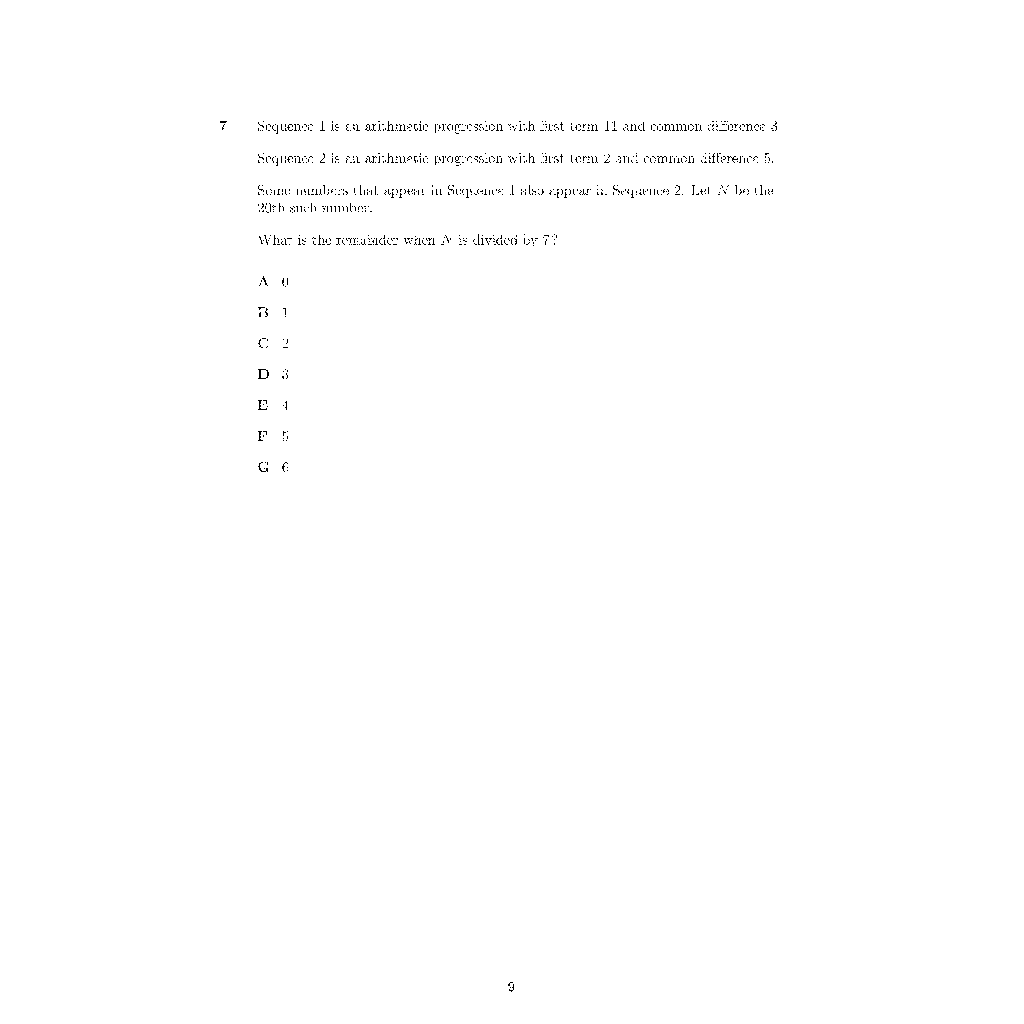 7 Sequence 1 is an arithmetic progression with first term 11 and common difference 3
Sequence 2 is an arithmetic progression with first term 2 and common difference 5.
Some numbers that appear in Sequence 1 also appear in Sequence 2. Let N be the
20th such number.
What is the remainder when N is divided by 7?
A 0
B 1
C 2
D 3
E 4
F 5
G 6
9